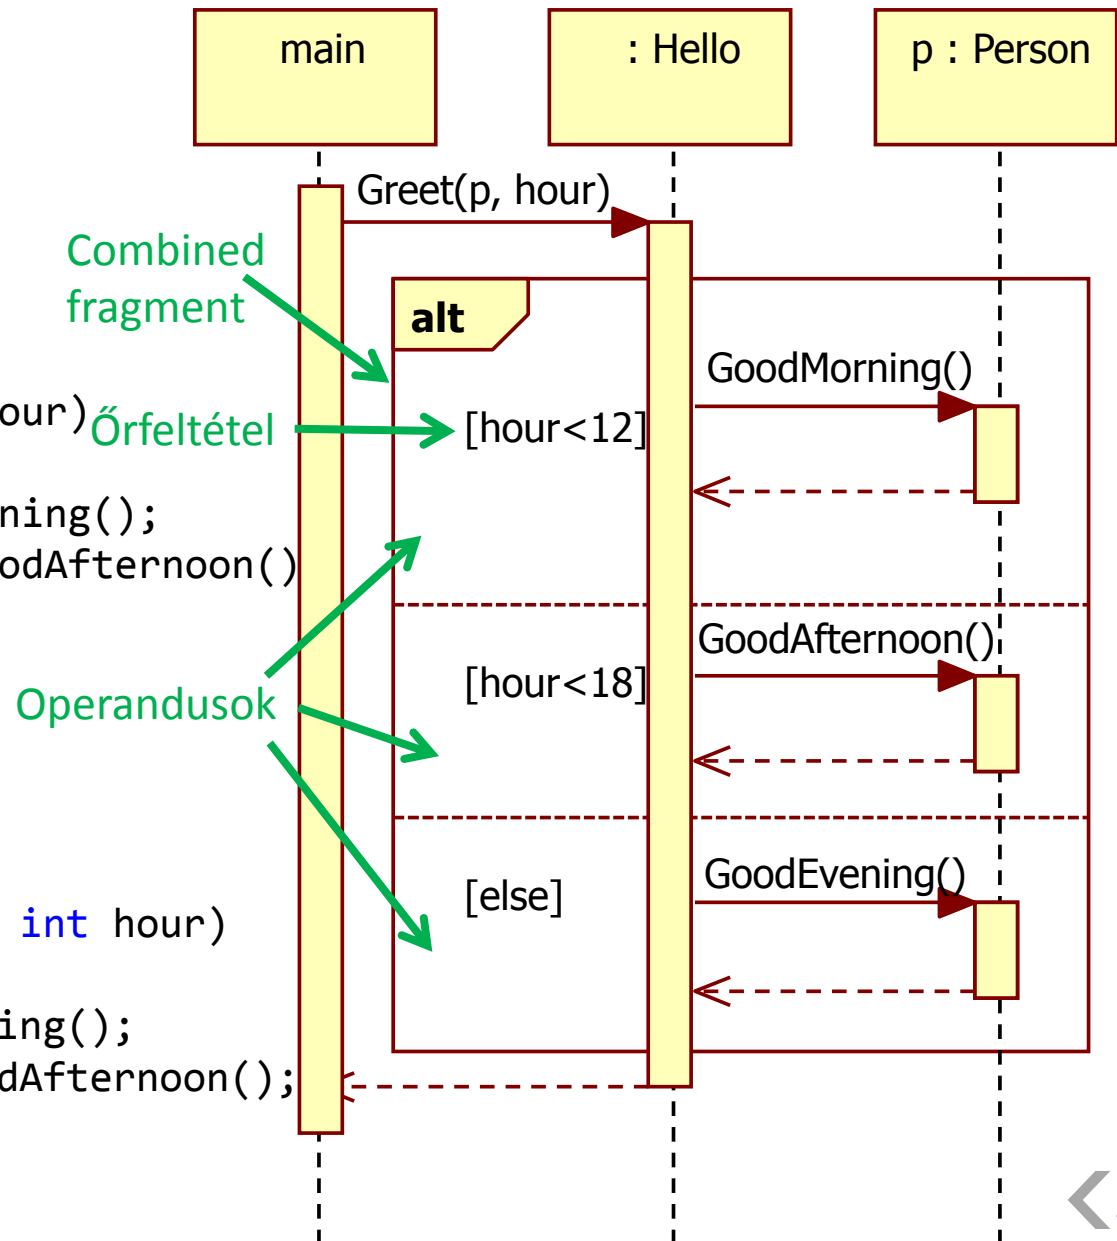 main
: Hello
p : Person
Greet(p, hour)
Combined
fragment
alt
GoodMorning()
our)
Őrfeltétel
[hour<12]
ning();
odAfternoon()
GoodAfternoon()
[hour<18]
Operandusok
GoodEvening()
[else]
int hour)
ing();
dAfternoon();